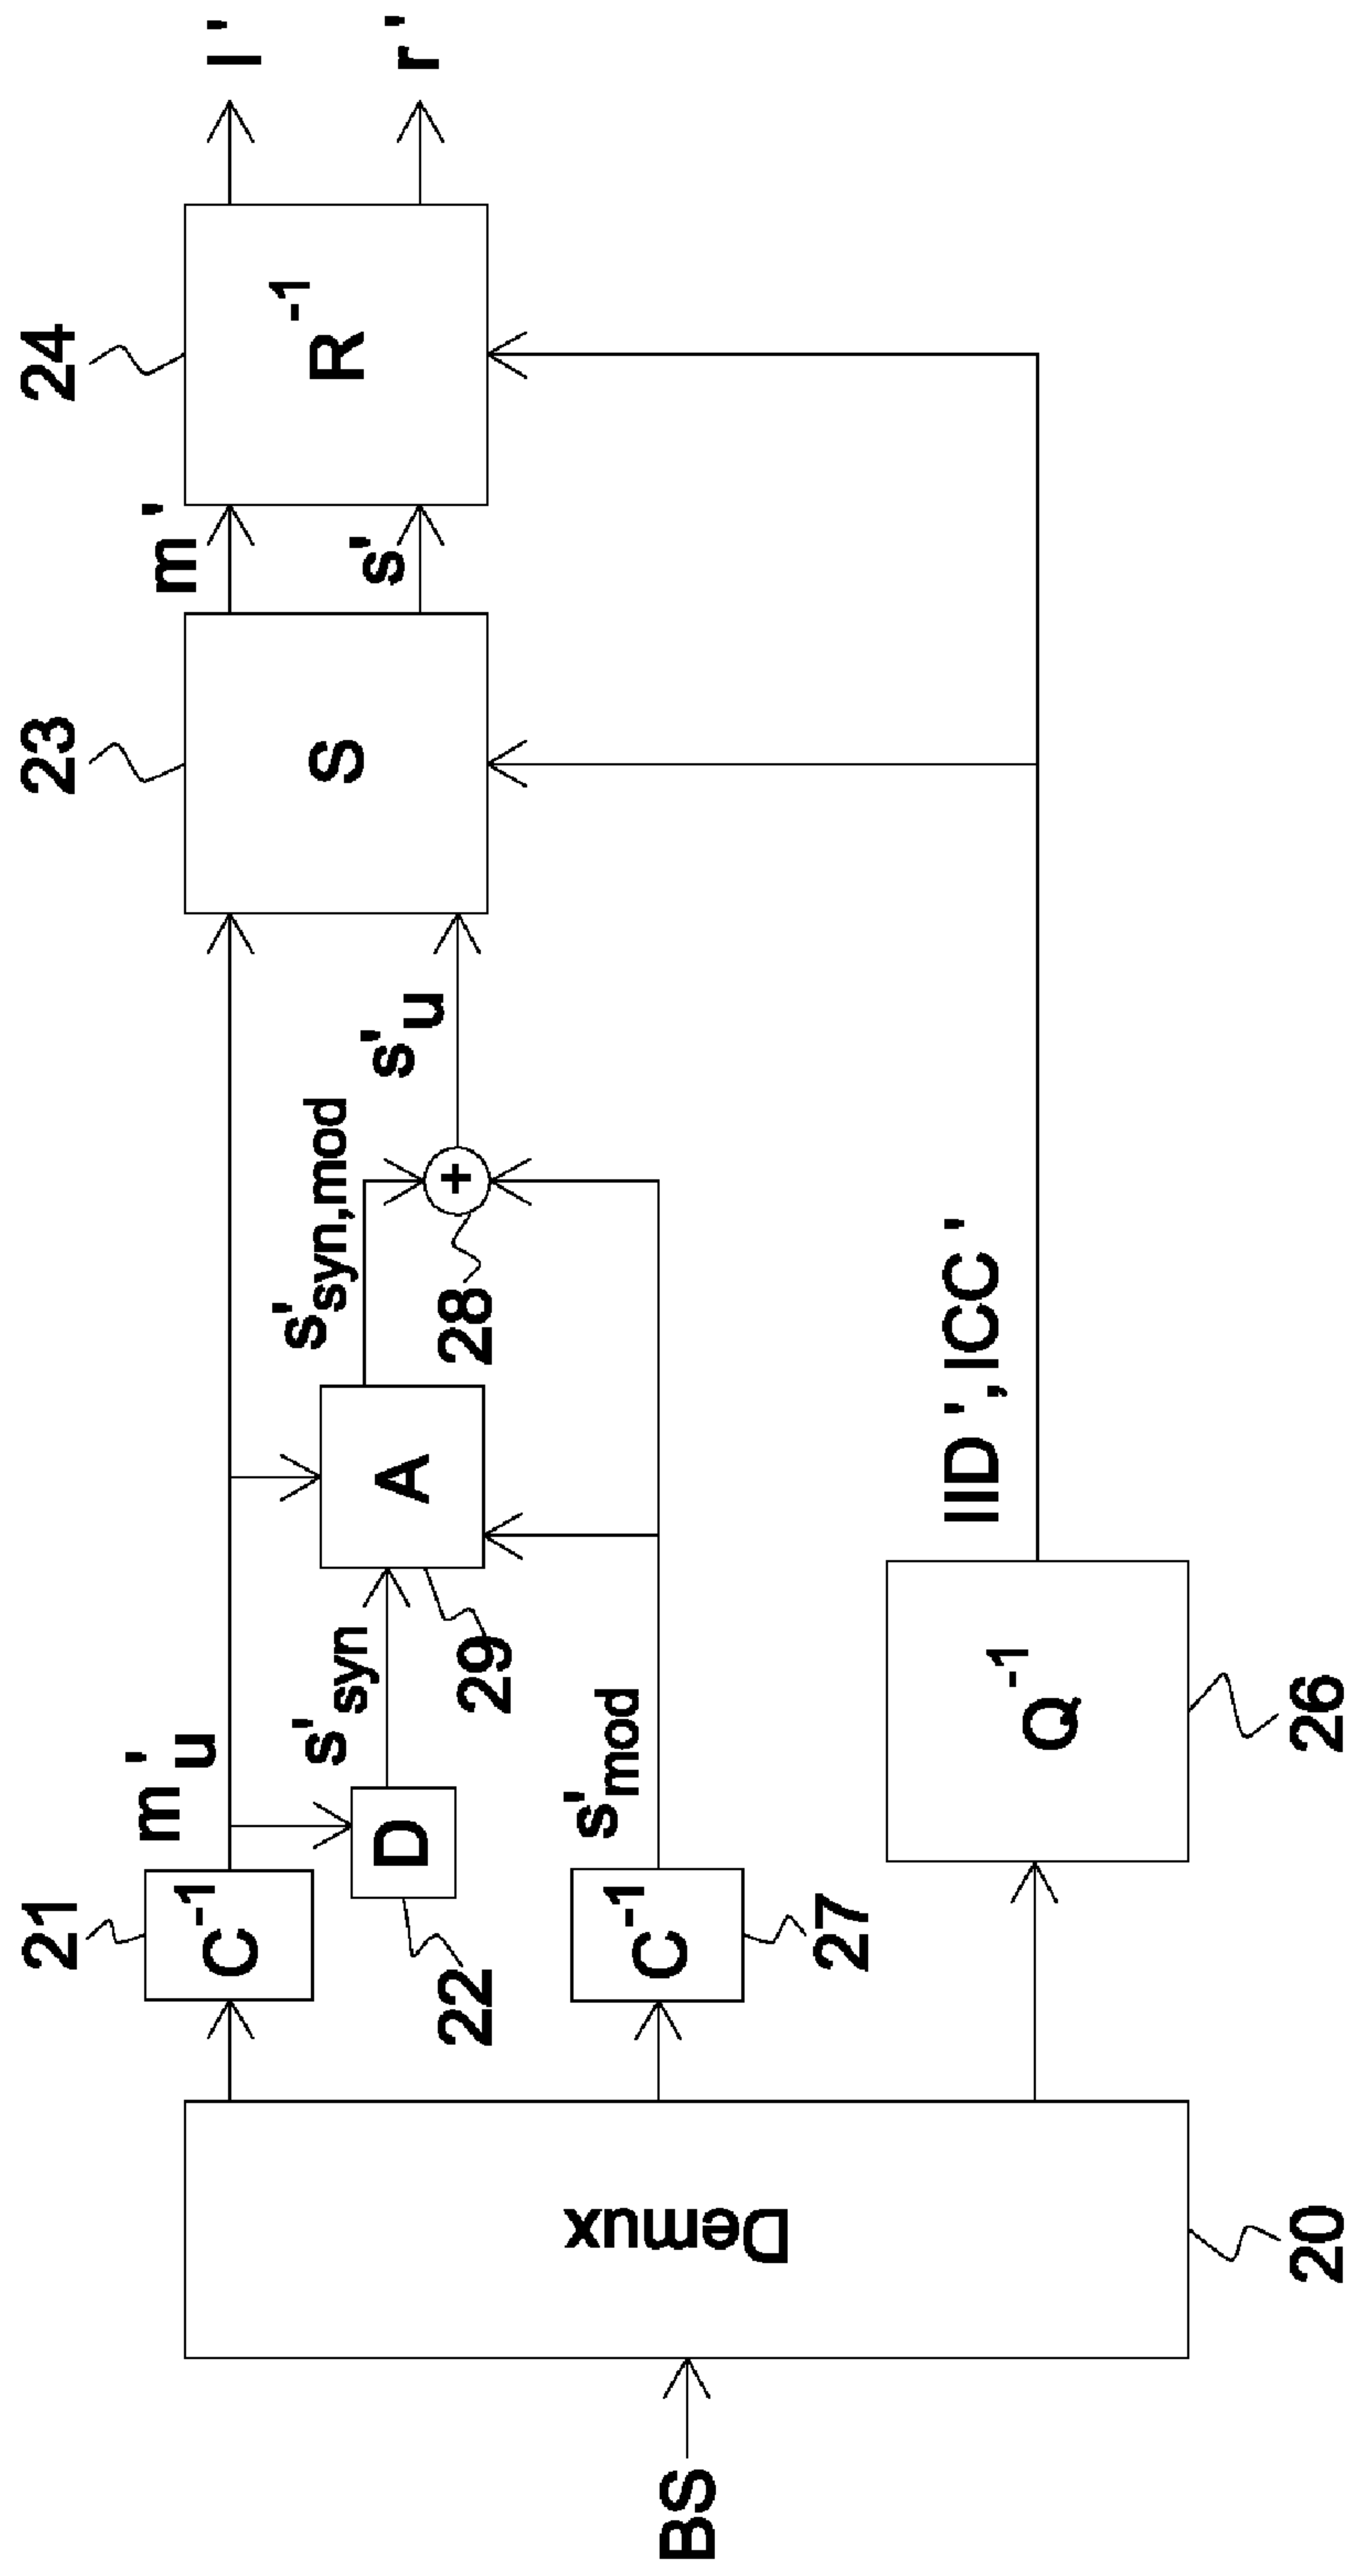 BS
Demux
20
21
C⁻¹
m'u
22
D
s'syn
29
A
s'syn,mod
28
+
s'u
27
C⁻¹
s'mod
26
Q⁻¹
IID ',ICC '
23
S
m'
s'
24
R⁻¹
l'
r'